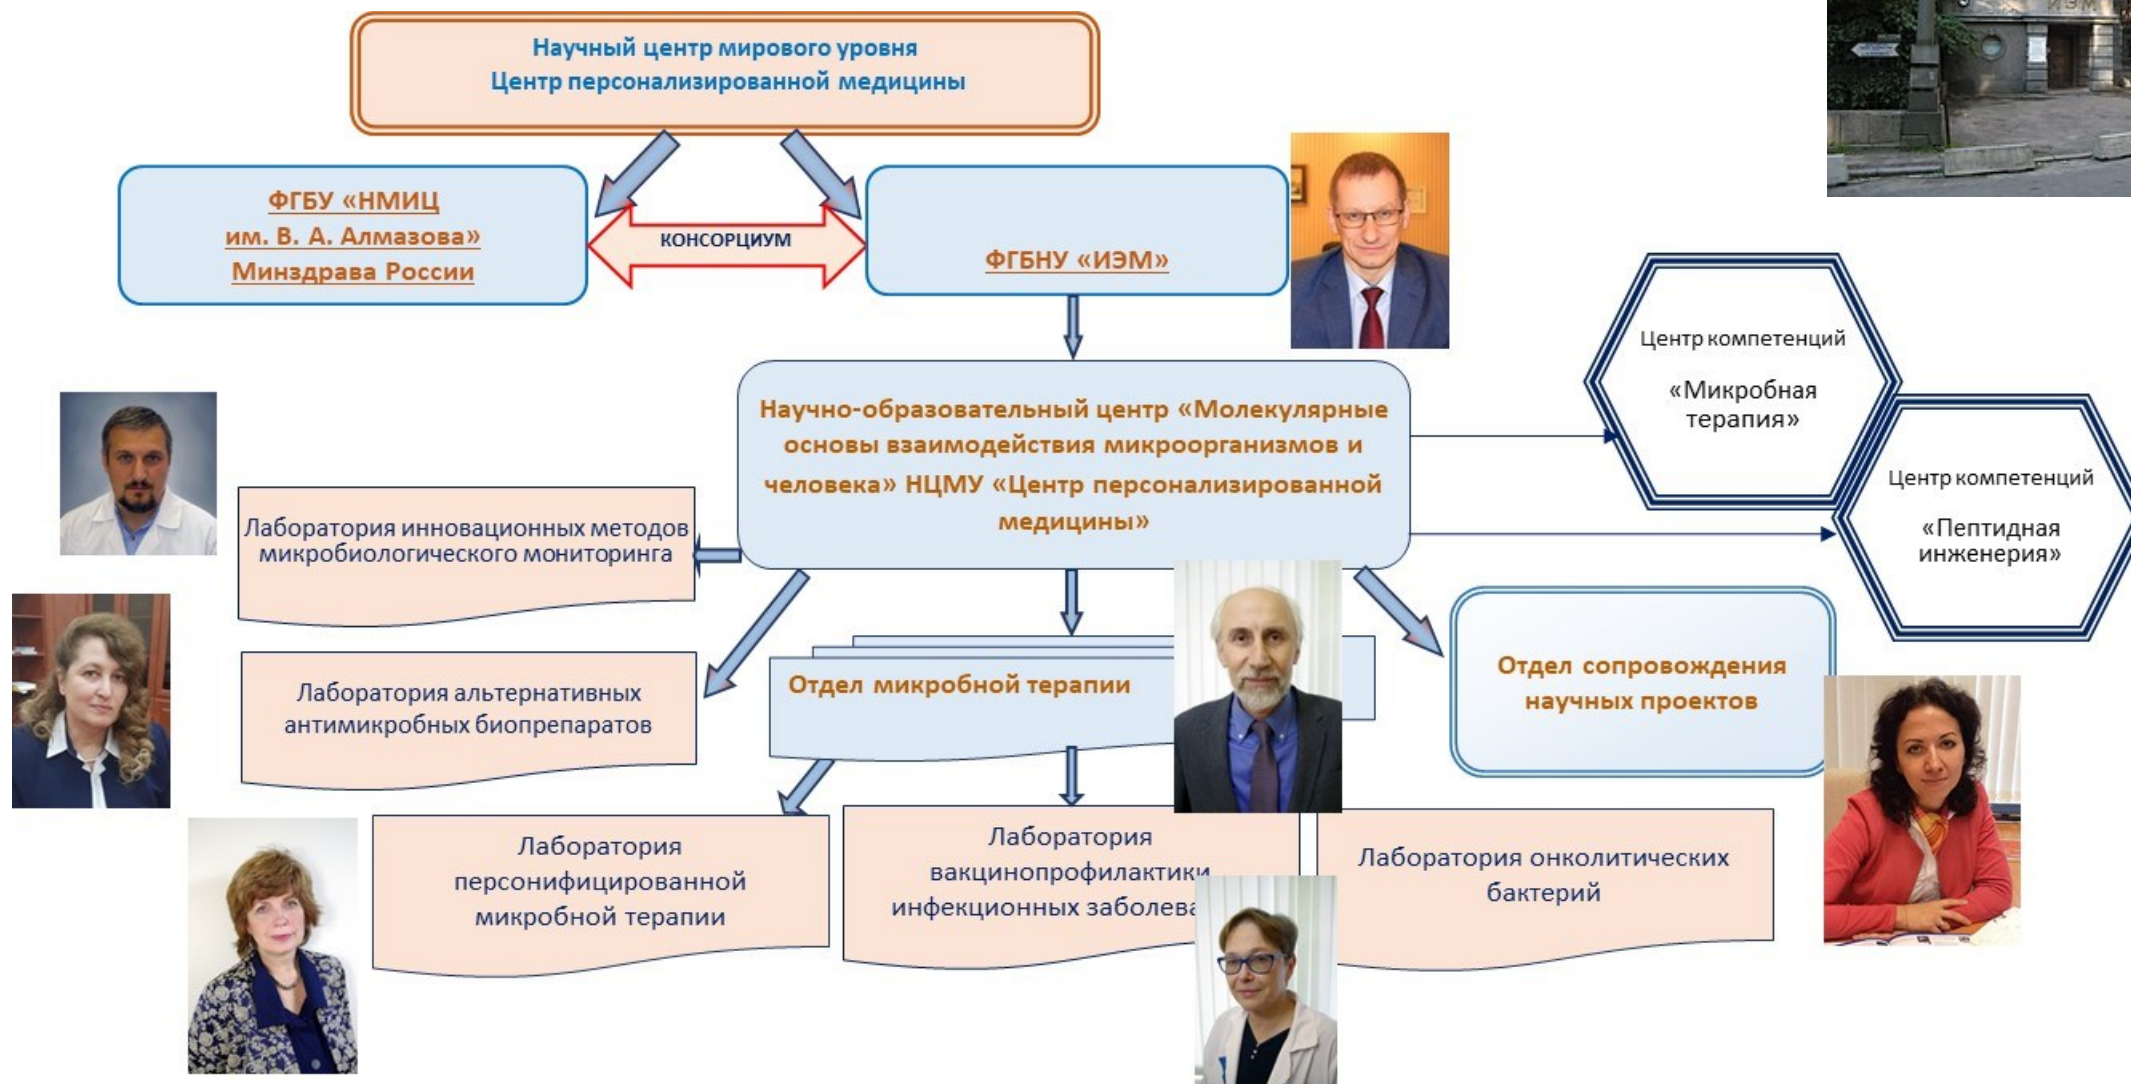 Научный центр мирового уровня
Центр персонализированной медицины
ИЭМ
ФГБУ «НМИЦ
им. В. А. Алмазова»
Минздрава России
КОНСОРЦИУМ
ФГБНУ «ИЭМ»
Центр компетенций
«Микробная
терапия»
Научно-образовательный центр «Молекулярные
основы взаимодействия микроорганизмов и
человека» НЦМУ «Центр персонализированной
медицины»
Центр компетенций
«Пептидная
инженерия»
Лаборатория инновационных методов
микробиологического мониторинга
Лаборатория альтернативных
антимикробных биопрепаратов
Отдел микробной терапии
Отдел сопровождения
научных проектов
Лаборатория
персонифицированной
микробной терапии
Лаборатория
вакцинопрофилактики
инфекционных заболева
Лаборатория онколитических
бактерий